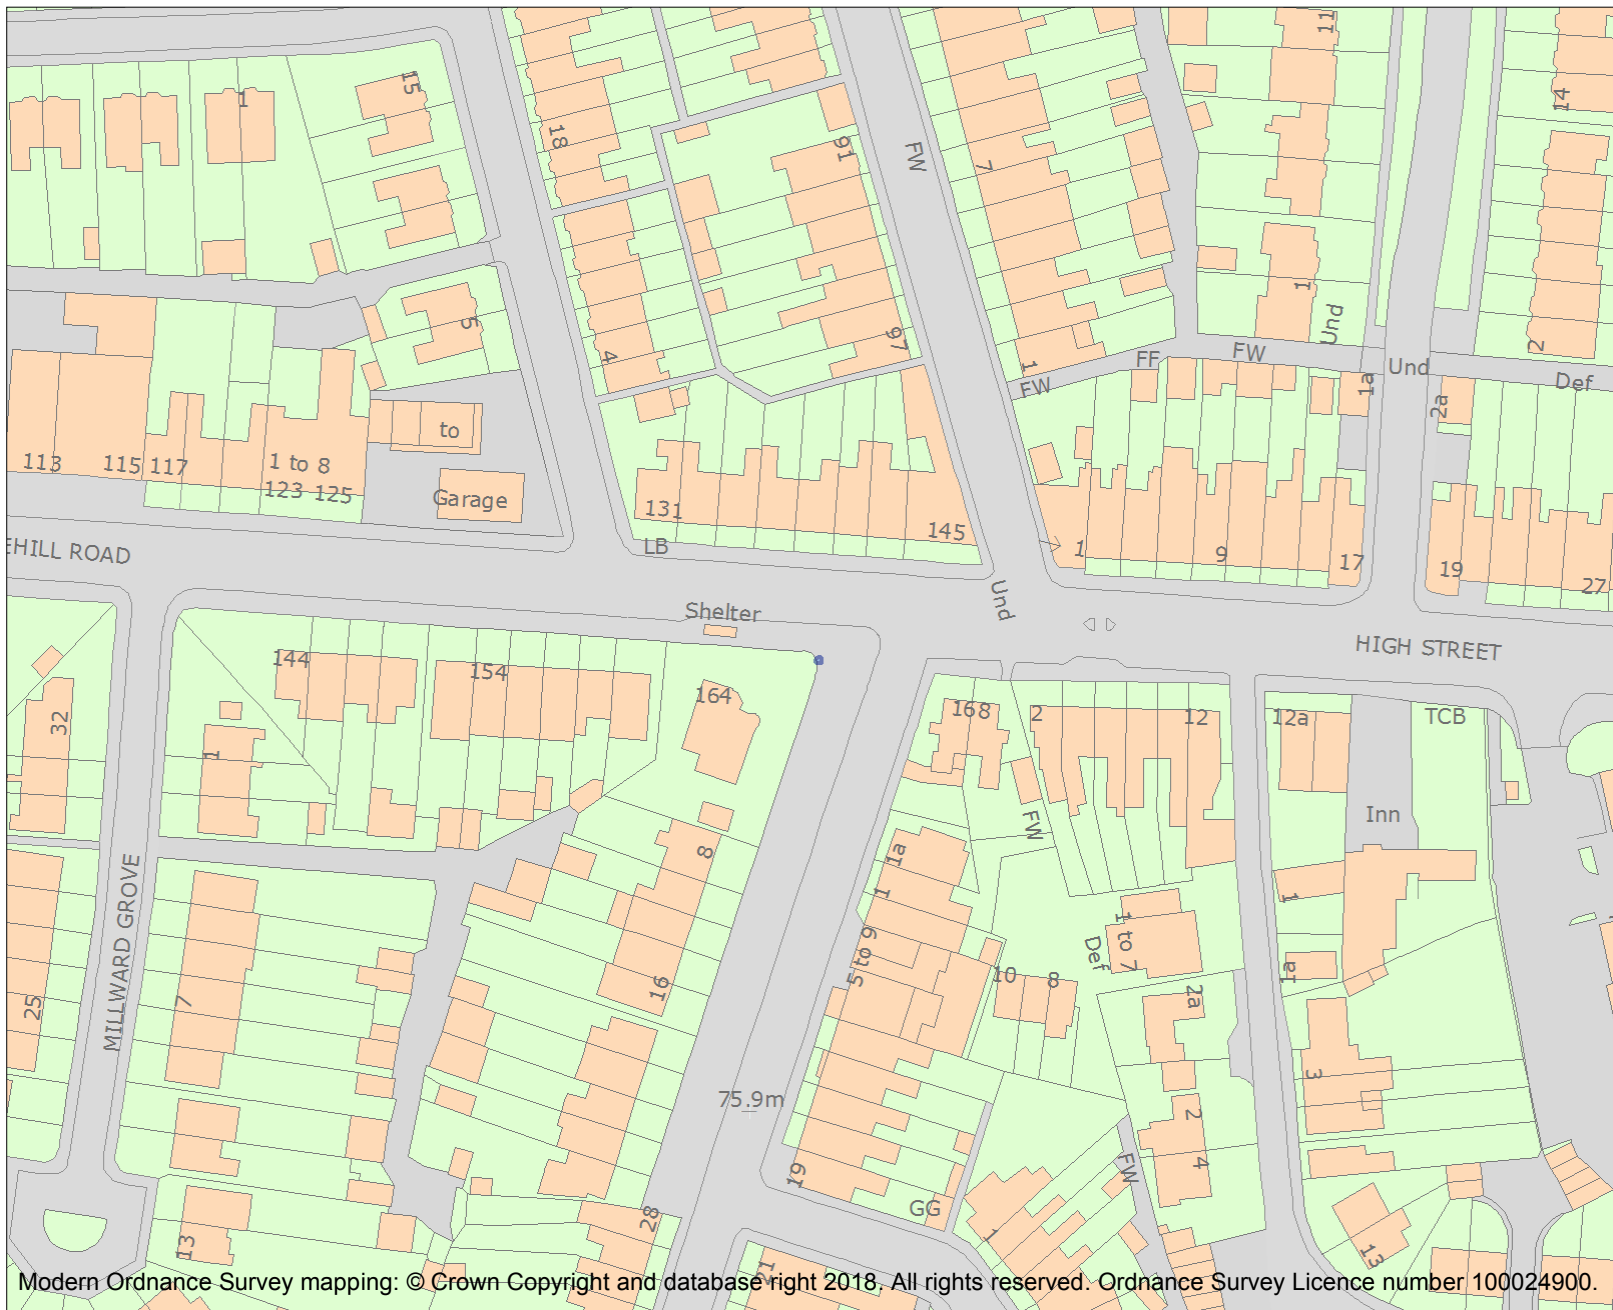 11
15
1
14
18
91
FW
7
1
Und
5
4
97
1
FW
FF
FW
Und
2
Def
1a
2a
to
113
115
117
1 to 8
123
125
Garage
131
145
1
9
17
19
27
EHILL ROAD
LB
Und
Shelter
HIGH STREET
144
154
164
168
2
12
12a
TCB
32
1
FW
Inn
8
1a
1
1
MILLWARD GROVE
5 to 9
Def
1 to 7
10
8
1a
2a
25
7
16
3
75.9m
2
4
FW
19
GG
28
1
13
13
21
Modern Ordnance Survey mapping: © Crown Copyright and database right 2018. All rights reserved. Ordnance Survey Licence number 100024900.